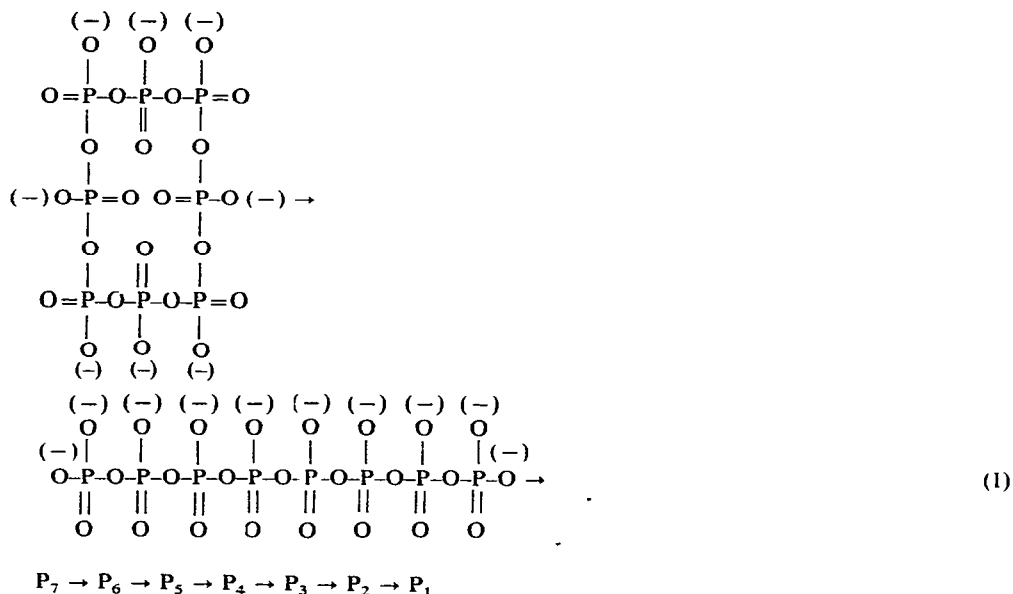 (−) (−) (−)
O O O
O=P–O–P–O–P=O
O O O
(−)O–P=O O=P–O(−) →
O O O
O=P–O–P–O–P=O
O O O
(−) (−) (−)
(−) (−) (−) (−) (−) (−) (−) (−)
O O O O O O O O
(−) (−)
O–P–O–P–O–P–O–P–O–P–O–P–O–P–O–P–O → (I)
O O O O O O O O
P₇ → P₆ → P₅ → P₄ → P₃ → P₂ → P₁